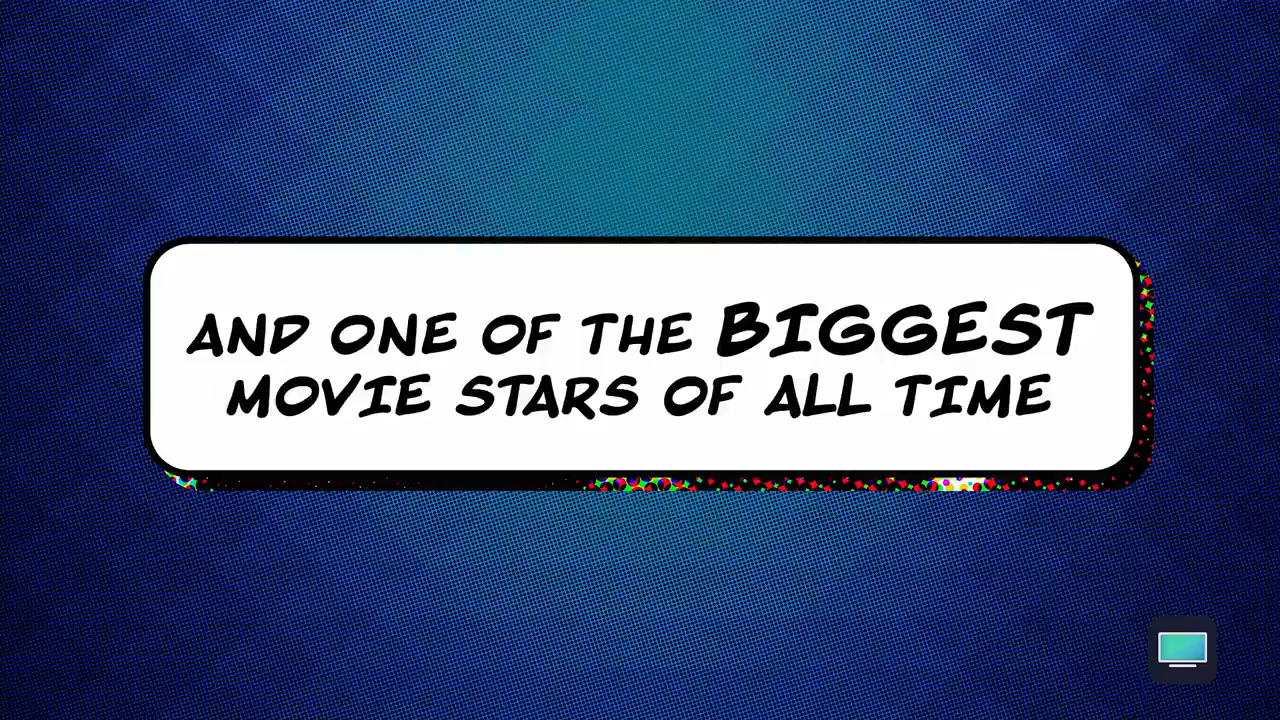 AND ONE OF THE BIGGEST
MOVIE STARS OF ALL TIME